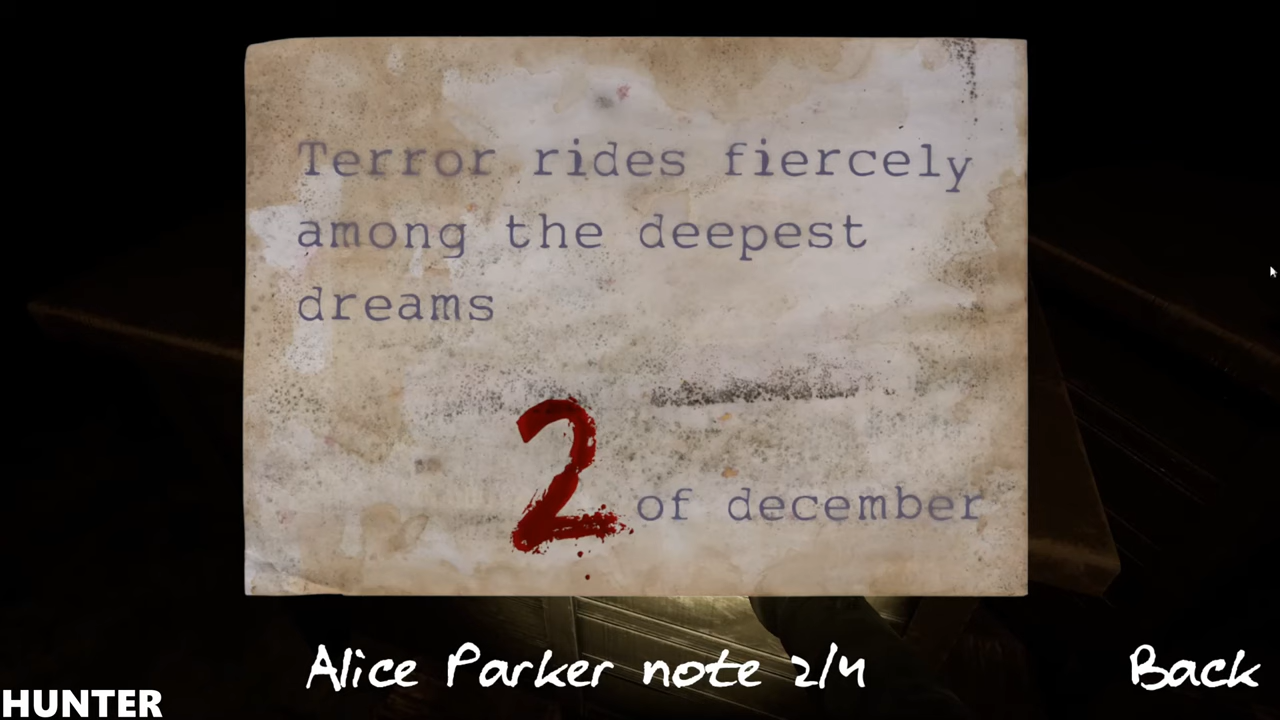 Terror rides fiercely
among the deepest
dreams
2 of december
Alice Parker note 2/4
Back
HUNTER